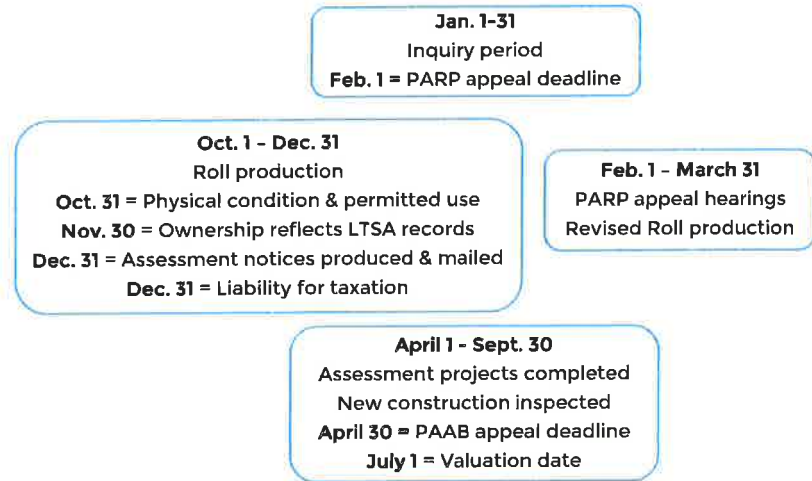 Jan. 1-31
Inquiry period
Feb. 1 = PARP appeal deadline
Oct. 1 – Dec. 31
Roll production
Oct. 31 = Physical condition & permitted use
Nov. 30 = Ownership reflects LTSA records
Dec. 31 = Assessment notices produced & mailed
Dec. 31 = Liability for taxation
Feb. 1 – March 31
PARP appeal hearings
Revised Roll production
April 1 - Sept. 30
Assessment projects completed
New construction inspected
April 30 = PAAB appeal deadline
July 1 = Valuation date